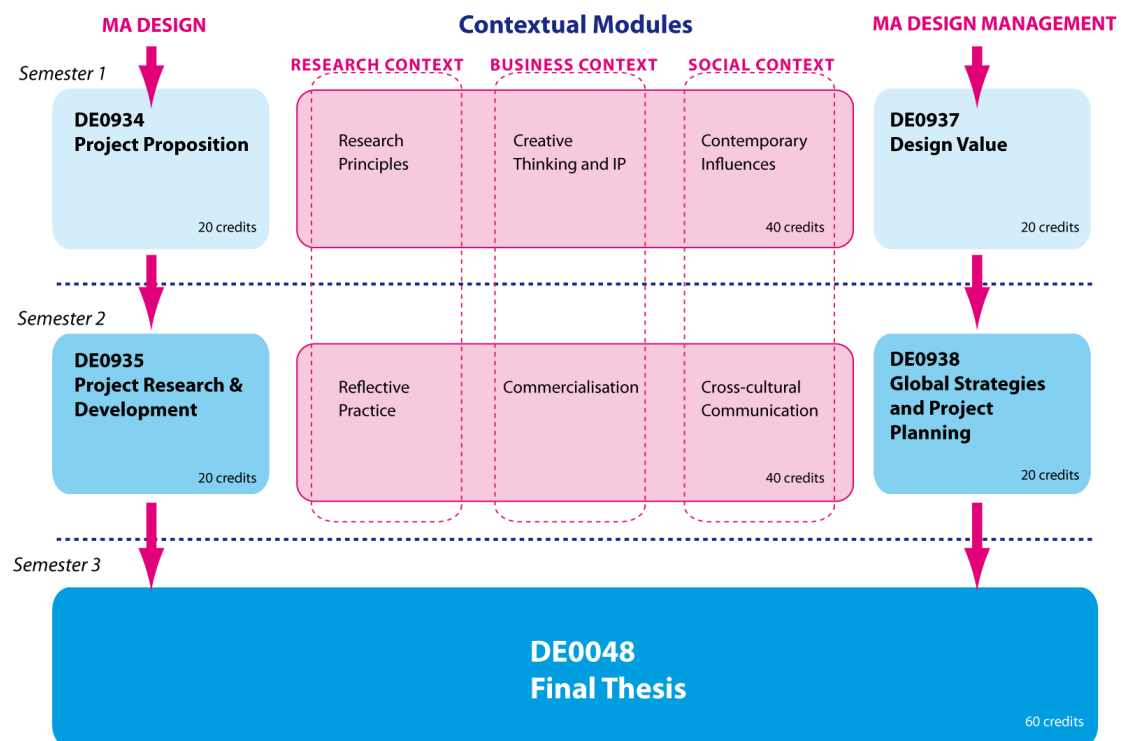 MA DESIGN
Contextual Modules
MA DESIGN MANAGEMENT
Semester 1
RESEARCH CONTEXT
BUSINESS CONTEXT
SOCIAL CONTEXT
DE0934
Project Proposition
20 credits
Research
Principles
Creative
Thinking and IP
Contemporary
Influences
40 credits
DE0937
Design Value
20 credits
Semester 2
DE0935
Project Research &
Development
20 credits
Reflective
Practice
Commercialisation
Cross-cultural
Communication
40 credits
DE0938
Global Strategies
and Project
Planning
20 credits
Semester 3
DE0048
Final Thesis
60 credits